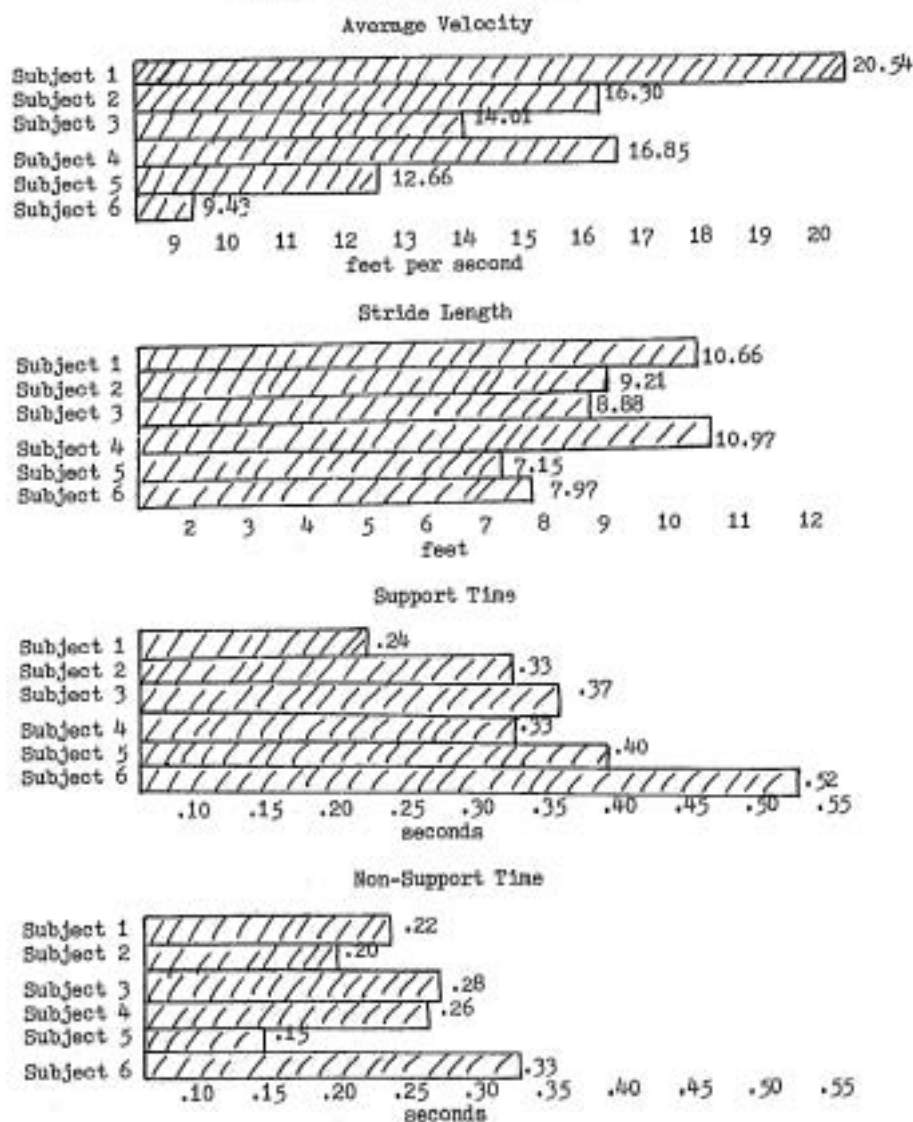 Average Velocity
Subject 1 20.54
Subject 2 16.30
Subject 3 14.01
Subject 4 16.85
Subject 5 12.66
Subject 6 9.43
9 10 11 12 13 14 15 16 17 18 19 20
feet per second
Stride Length
Subject 1 10.66
Subject 2 9.21
Subject 3 8.88
Subject 4 10.97
Subject 5 7.15
Subject 6 7.97
2 3 4 5 6 7 8 9 10 11 12
feet
Support Time
Subject 1 .24
Subject 2 .33
Subject 3 .37
Subject 4 .33
Subject 5 .40
Subject 6 .52
.10 .15 .20 .25 .30 .35 .40 .45 .50 .55
seconds
Non-Support Time
Subject 1 .22
Subject 2 .20
Subject 3 .28
Subject 4 .26
Subject 5 .15
Subject 6 .33
.10 .15 .20 .25 .30 .35 .40 .45 .50 .55
seconds